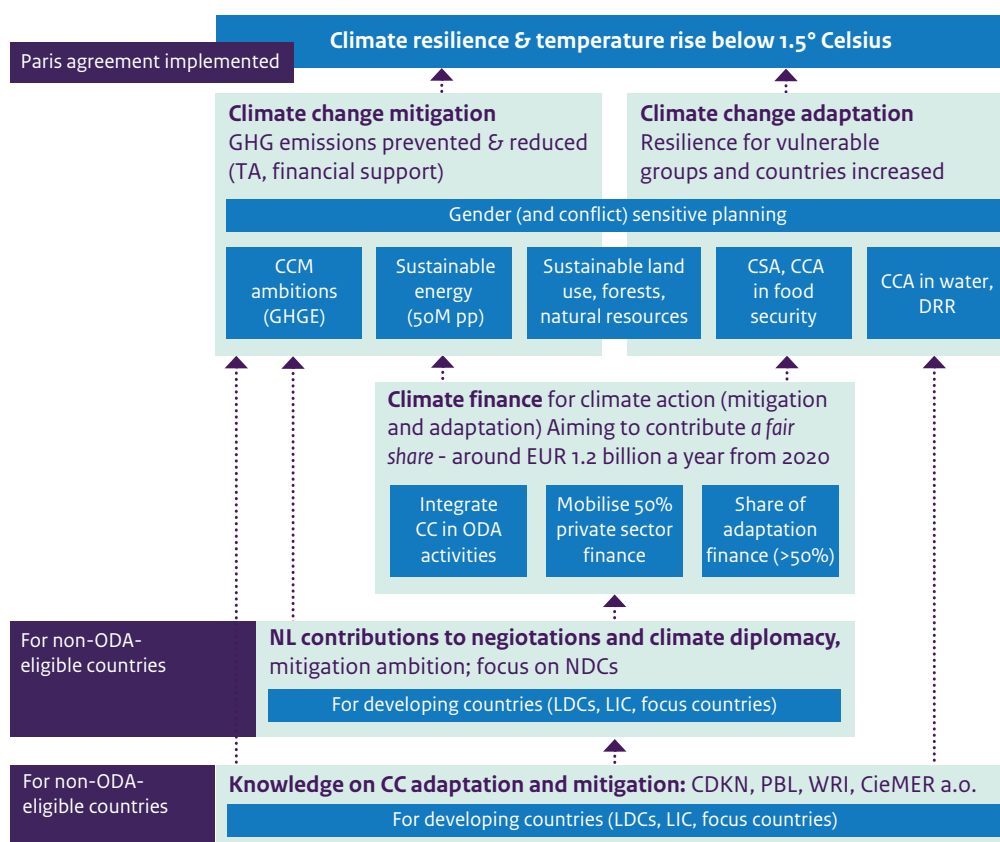 Climate resilience & temperature rise below 1.5° Celsius
Paris agreement implemented
Climate change mitigation
GHG emissions prevented & reduced
(TA, financial support)
Climate change adaptation
Resilience for vulnerable
groups and countries increased
Gender (and conflict) sensitive planning
CCM
ambitions
(GHGE)
Sustainable
energy
(50M pp)
Sustainable land
use, forests,
natural resources
CSA, CCA
in food
security
CCA in water,
DRR
Climate finance for climate action (mitigation
and adaptation) Aiming to contribute a fair
share - around EUR 1.2 billion a year from 2020
Integrate
CC in ODA
activities
Mobilise 50%
private sector
finance
Share of
adaptation
finance (>50%)
For non-ODA-
eligible countries
NL contributions to negiotations and climate diplomacy,
mitigation ambition; focus on NDCs
For developing countries (LDCs, LIC, focus countries)
For non-ODA-
eligible countries
Knowledge on CC adaptation and mitigation: CDKN, PBL, WRI, CieMER a.o.
For developing countries (LDCs, LIC, focus countries)